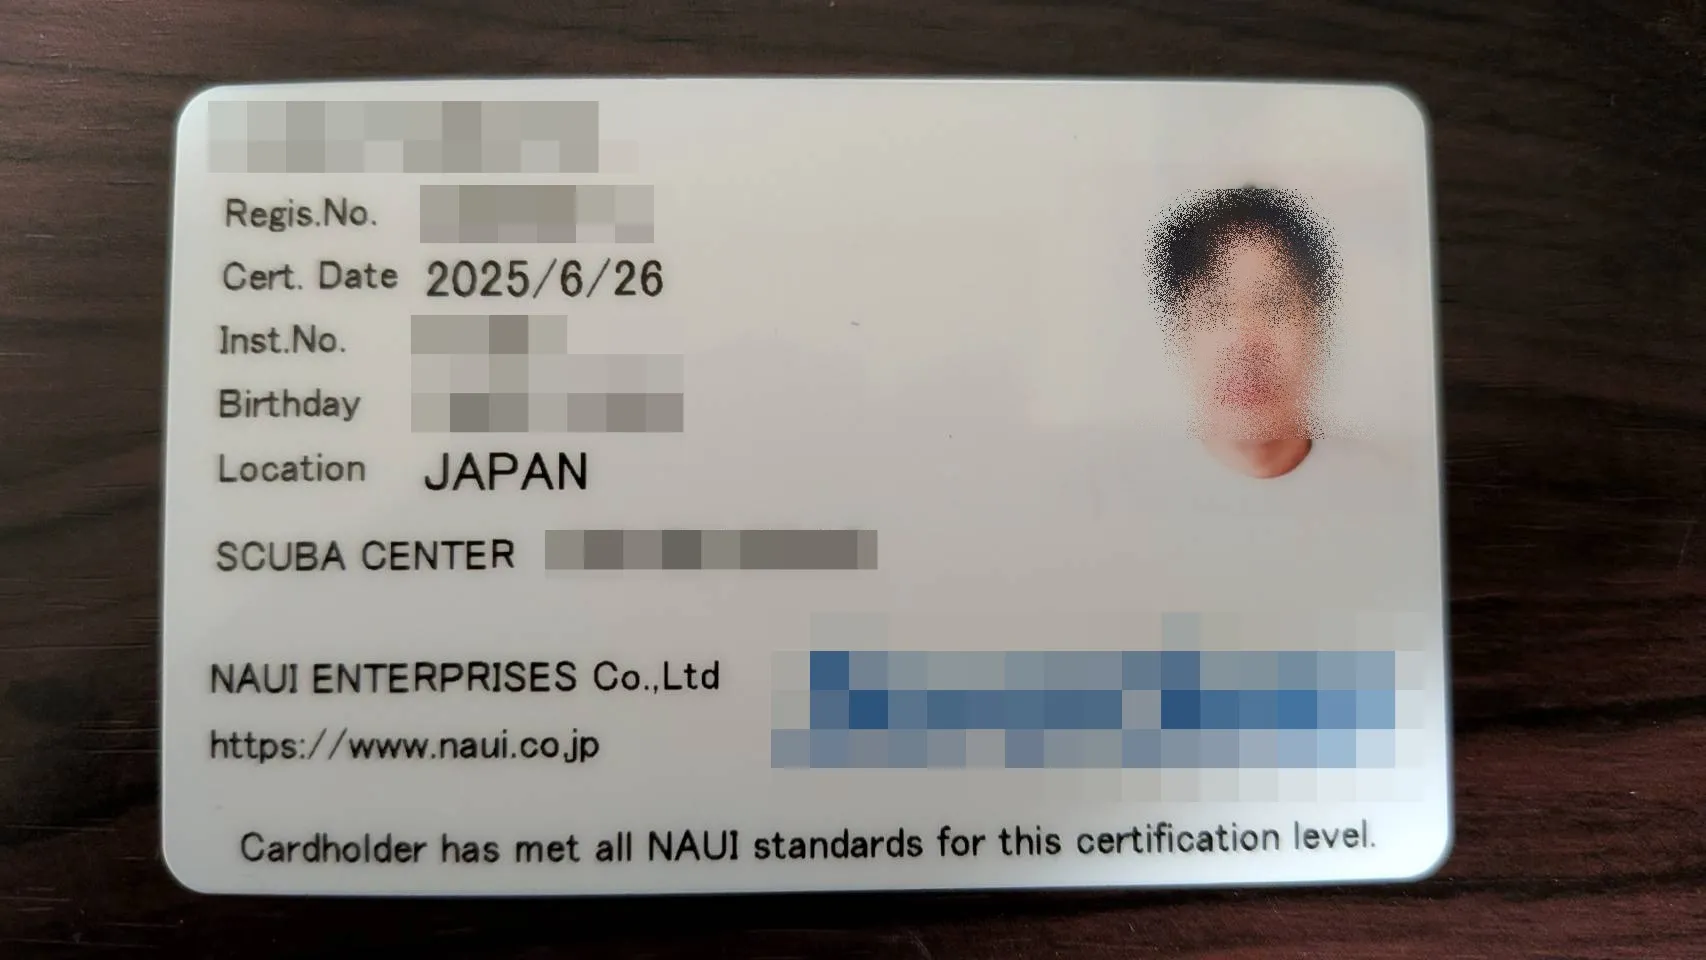 Regis.No.
Cert. Date 2025/6/26
Inst.No.
Birthday
Location JAPAN
SCUBA CENTER
NAUI ENTERPRISES Co.,Ltd
https://www.naui.co.jp
Cardholder has met all NAUI standards for this certification level.